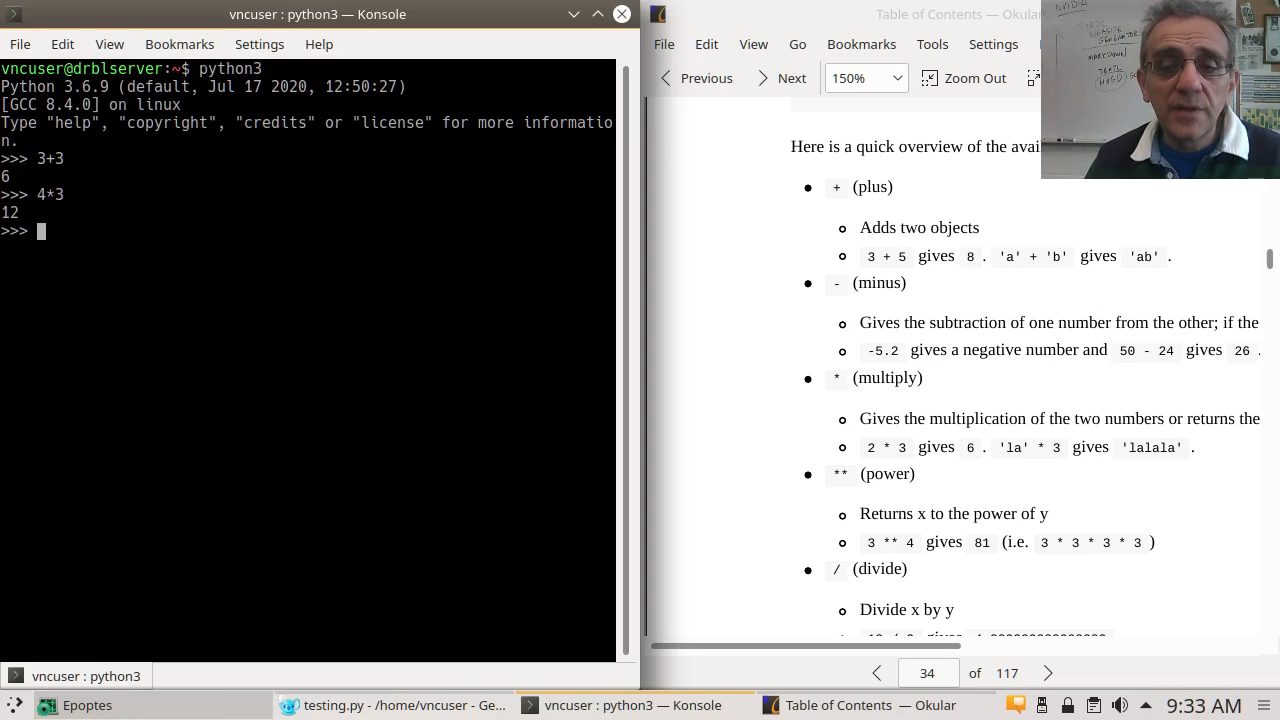 vncuser : python3 — Konsole
File Edit View Bookmarks Settings Help
vncuser@drblserver:~$ python3
Python 3.6.9 (default, Jul 17 2020, 12:50:27)
[GCC 8.4.0] on linux
Type "help", "copyright", "credits" or "license" for more informatio
n.
>>> 3+3
6
>>> 4*3
12
>>>
vncuser : python3
Table of Contents — Okular
File Edit View Go Bookmarks Tools Settings
Previous Next 150% Zoom Out
Here is a quick overview of the avai
+ (plus)
Adds two objects
3 + 5 gives 8 . 'a' + 'b' gives 'ab' .
- (minus)
Gives the subtraction of one number from the other; if the
-5.2 gives a negative number and 50 - 24 gives 26 .
* (multiply)
Gives the multiplication of the two numbers or returns the
2 * 3 gives 6 . 'la' * 3 gives 'lalala' .
** (power)
Returns x to the power of y
3 ** 4 gives 81 (i.e. 3 * 3 * 3 * 3 )
/ (divide)
Divide x by y
34 of 117
NVIDIA
STATIC
WEBSITE
GENERATOR
MARKDOWN
Epoptes
testing.py - /home/vncuser - Ge...
vncuser : python3 — Konsole
Table of Contents — Okular
9:33 AM